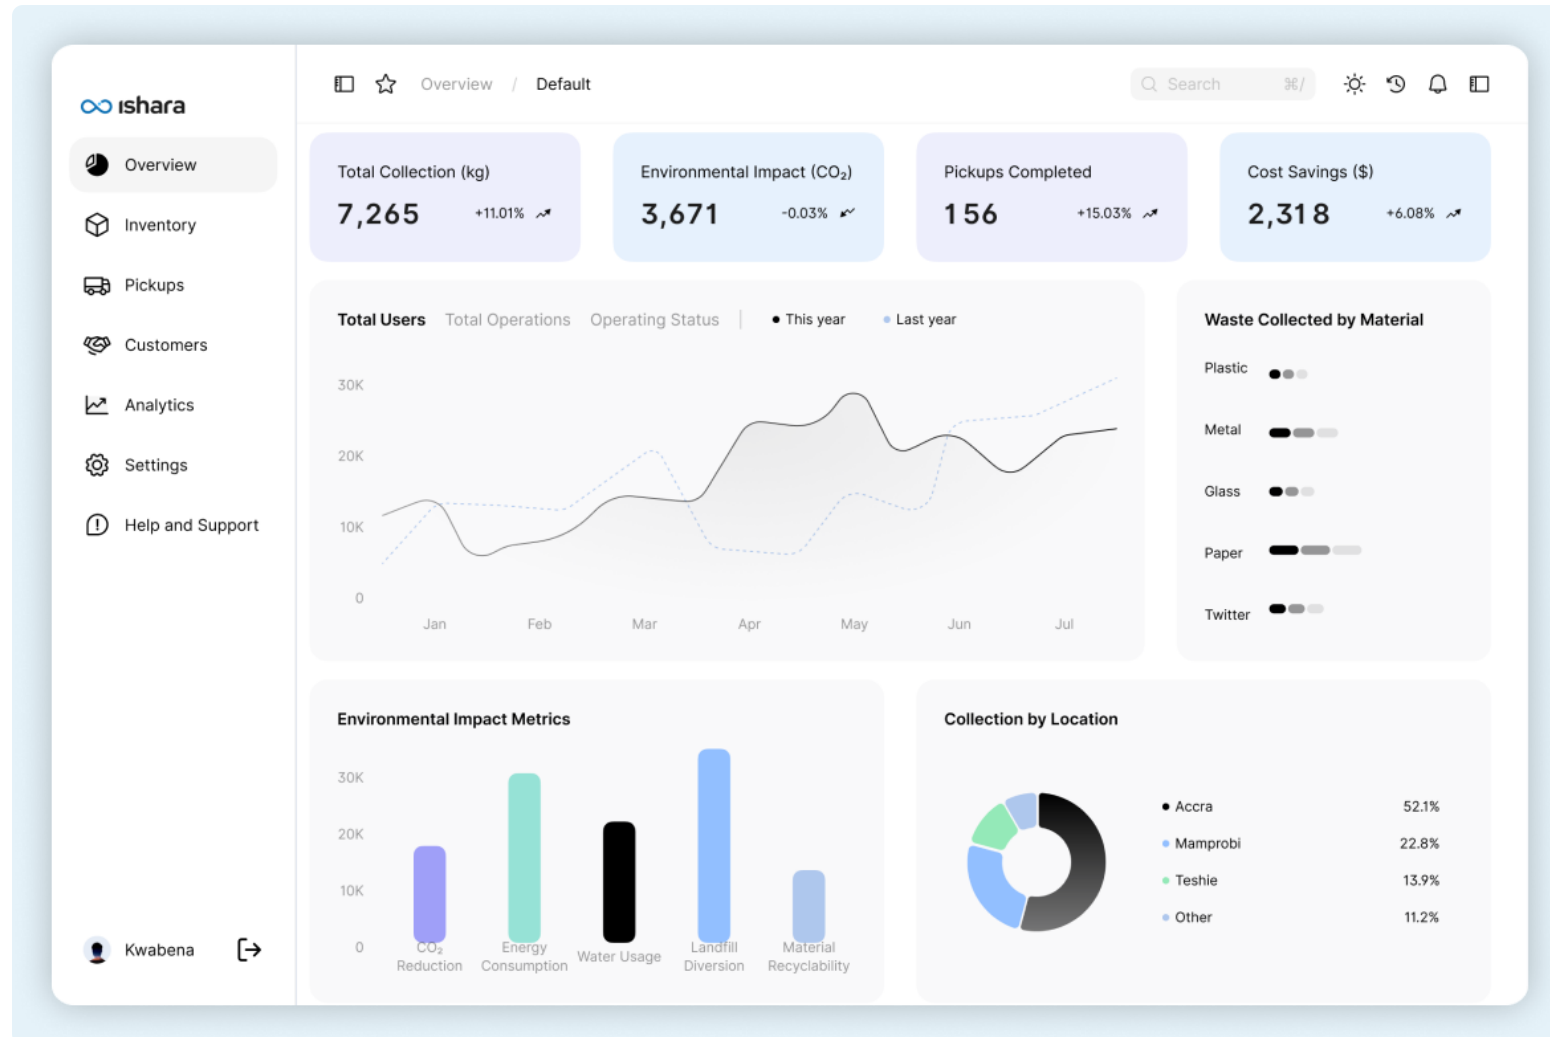 ıshara
Overview
Inventory
Pickups
Customers
Analytics
Settings
Help and Support
Kwabena
Overview / Default
Search ⌘/
Total Collection (kg)
7,265 +11.01%
Environmental Impact (CO₂)
3,671 -0.03%
Pickups Completed
156 +15.03%
Cost Savings ($)
2,318 +6.08%
Total Users Total Operations Operating Status | • This year • Last year
30K
20K
10K
0
Jan Feb Mar Apr May Jun Jul
Waste Collected by Material
Plastic
Metal
Glass
Paper
Twitter
Environmental Impact Metrics
30K
20K
10K
0
CO₂ Reduction
Energy Consumption
Water Usage
Landfill Diversion
Material Recyclability
Collection by Location
• Accra 52.1%
• Mamprobi 22.8%
• Teshie 13.9%
• Other 11.2%